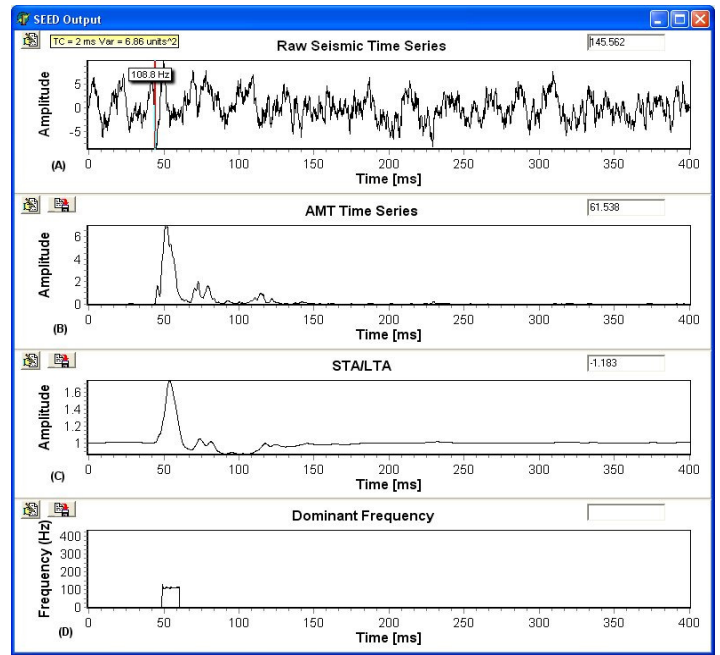 SEED Output
TC = 2 ms Var = 6.86 units^2
Raw Seismic Time Series
145.562
108.8 Hz
Amplitude
5
0
-5
(A)
0 50 100 150 200 250 300 350 400
Time [ms]
AMT Time Series
61.538
Amplitude
6
4
2
0
(B)
0 50 100 150 200 250 300 350 400
Time [ms]
STA/LTA
-1.183
Amplitude
1.6
1.4
1.2
1
(C)
0 50 100 150 200 250 300 350 400
Time [ms]
Dominant Frequency
Frequency (Hz)
400
300
200
100
0
(D)
0 50 100 150 200 250 300 350 400
Time [ms]